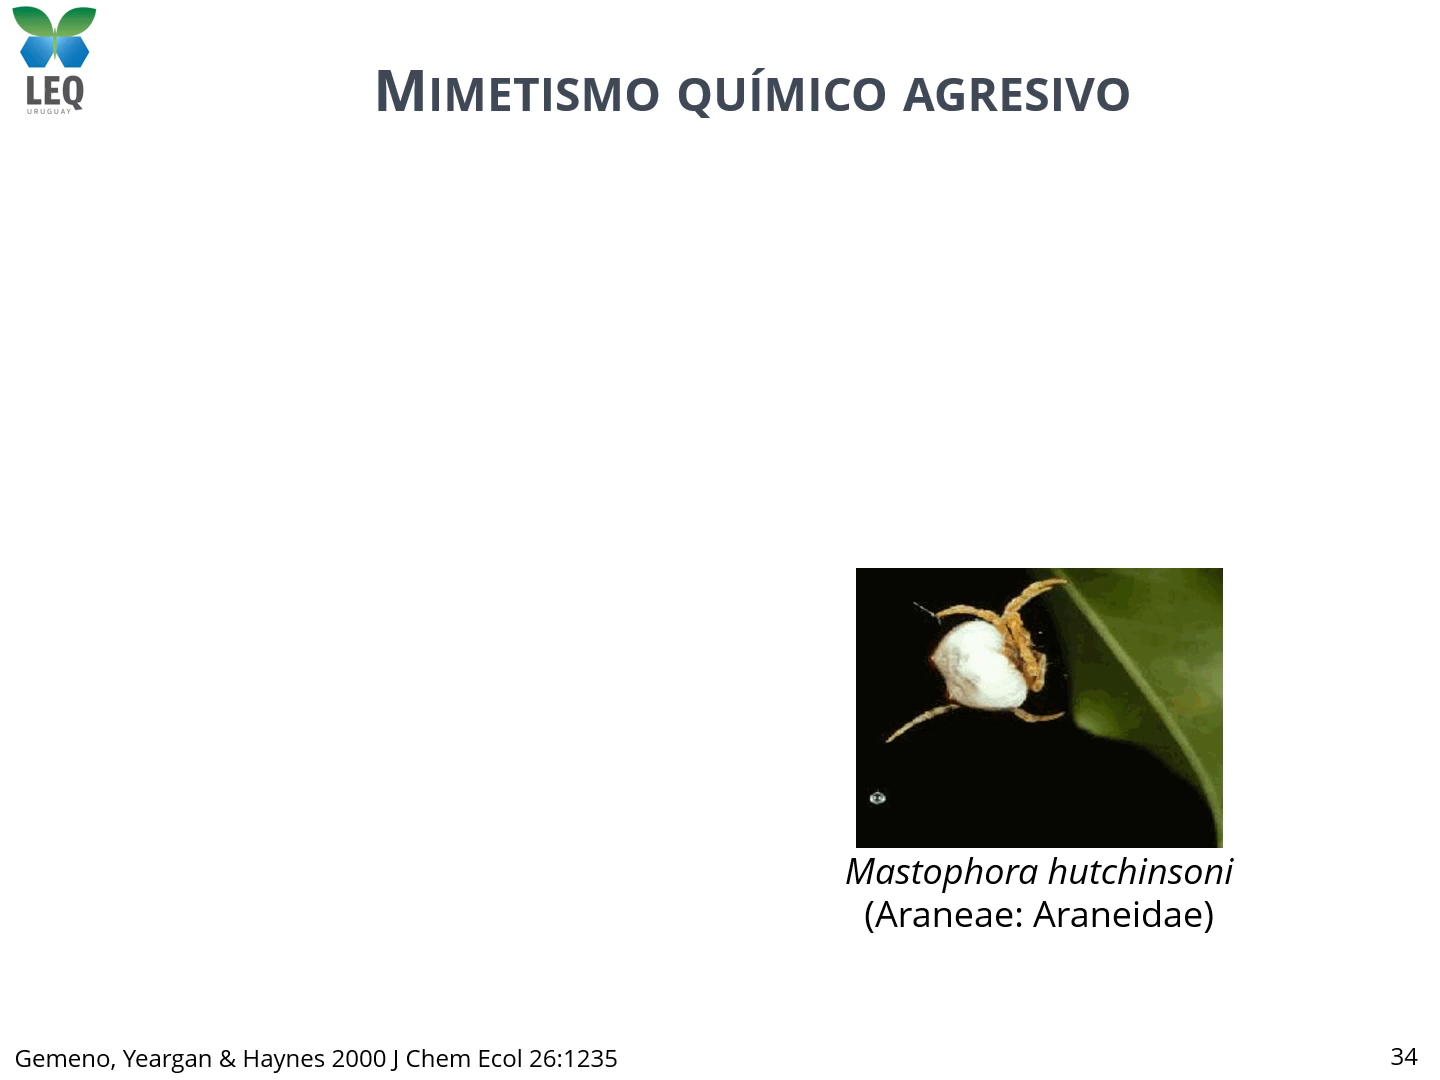 LEQ
URUGUAY
MIMETISMO QUÍMICO AGRESIVO
Mastophora hutchinsoni
(Araneae: Araneidae)
Gemeno, Yeargan & Haynes 2000 J Chem Ecol 26:1235
34